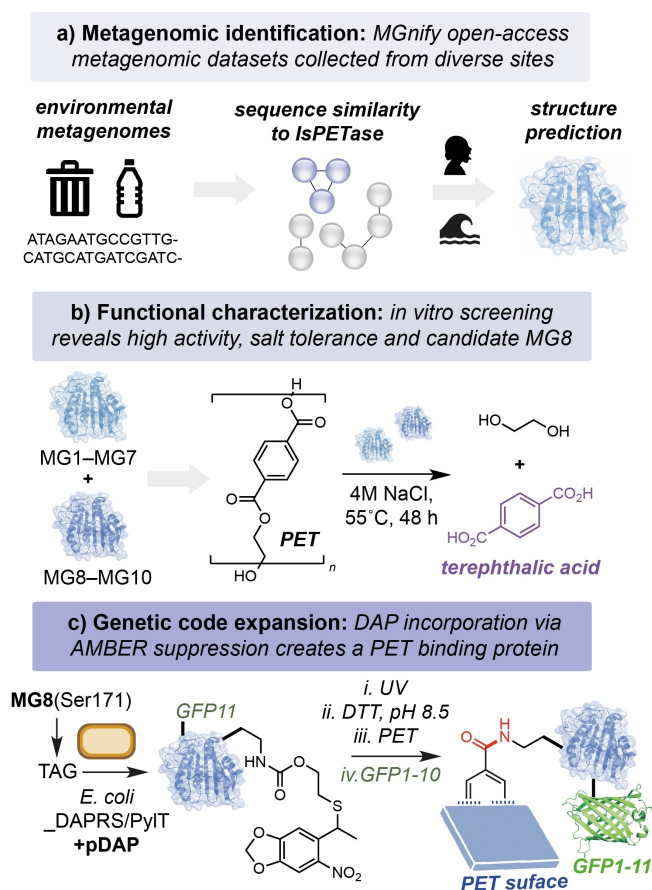 a) Metagenomic identification: MGnify open-access
metagenomic datasets collected from diverse sites
environmental
metagenomes
sequence similarity
to IsPETase
structure
prediction
ATAGAATGCCGTTG-
CATGCATGATCGATC-
b) Functional characterization: in vitro screening
reveals high activity, salt tolerance and candidate MG8
MG1–MG7
+
MG8–MG10
H
O
O
O
O
PET
HO
n
4M NaCl,
55˚C, 48 h
HO
OH
+
CO₂H
HO₂C
terephthalic acid
c) Genetic code expansion: DAP incorporation via
AMBER suppression creates a PET binding protein
MG8(Ser171)
TAG
E. coli
_DAPRS/PylT
+pDAP
GFP11
N
H
O
O
S
O
O
NO₂
i. UV
ii. DTT, pH 8.5
iii. PET
iv.GFP1-10
O
H
N
PET suface
GFP1-11